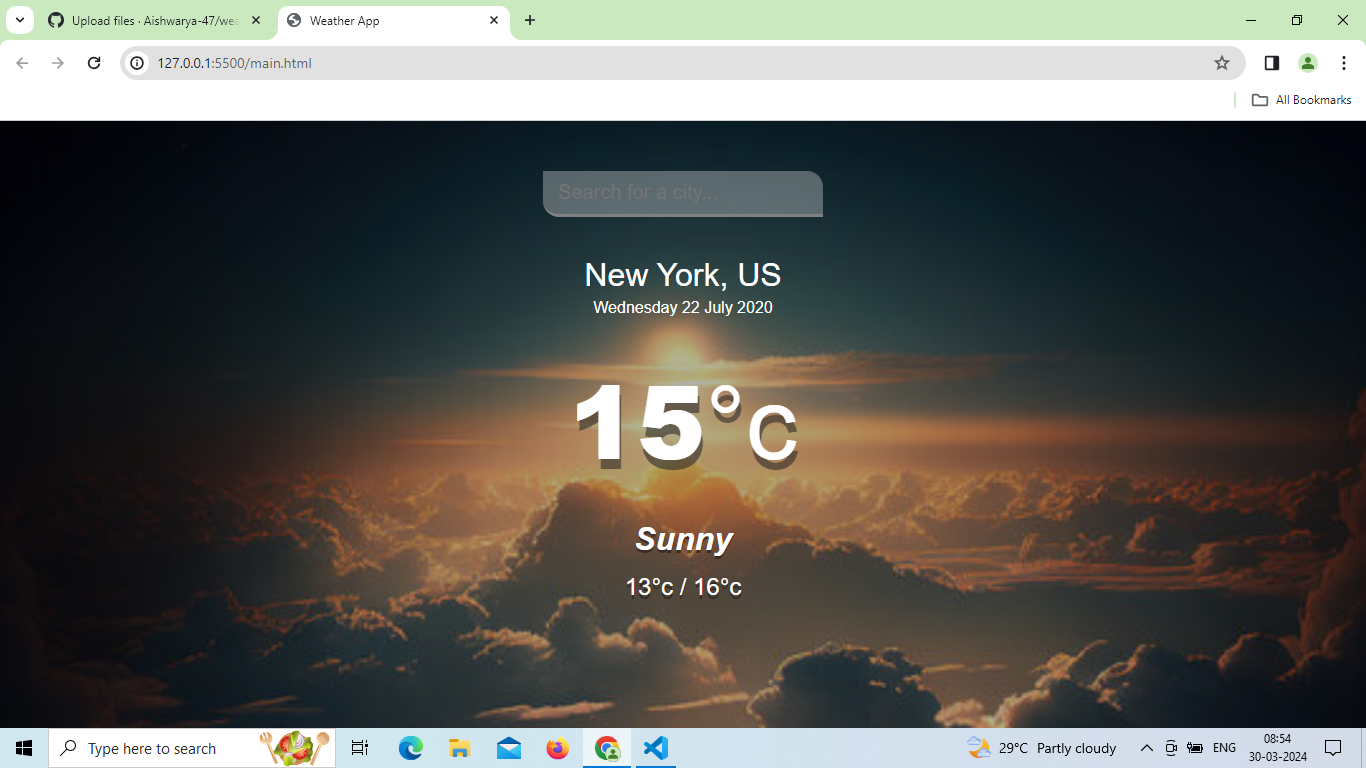 Upload files · Aishwarya-47/wea
Weather App
127.0.0.1:5500/main.html
All Bookmarks
Search for a city...
New York, US
Wednesday 22 July 2020
15°c
Sunny
13°c / 16°c
Type here to search
29°C Partly cloudy
ENG
08:54
30-03-2024